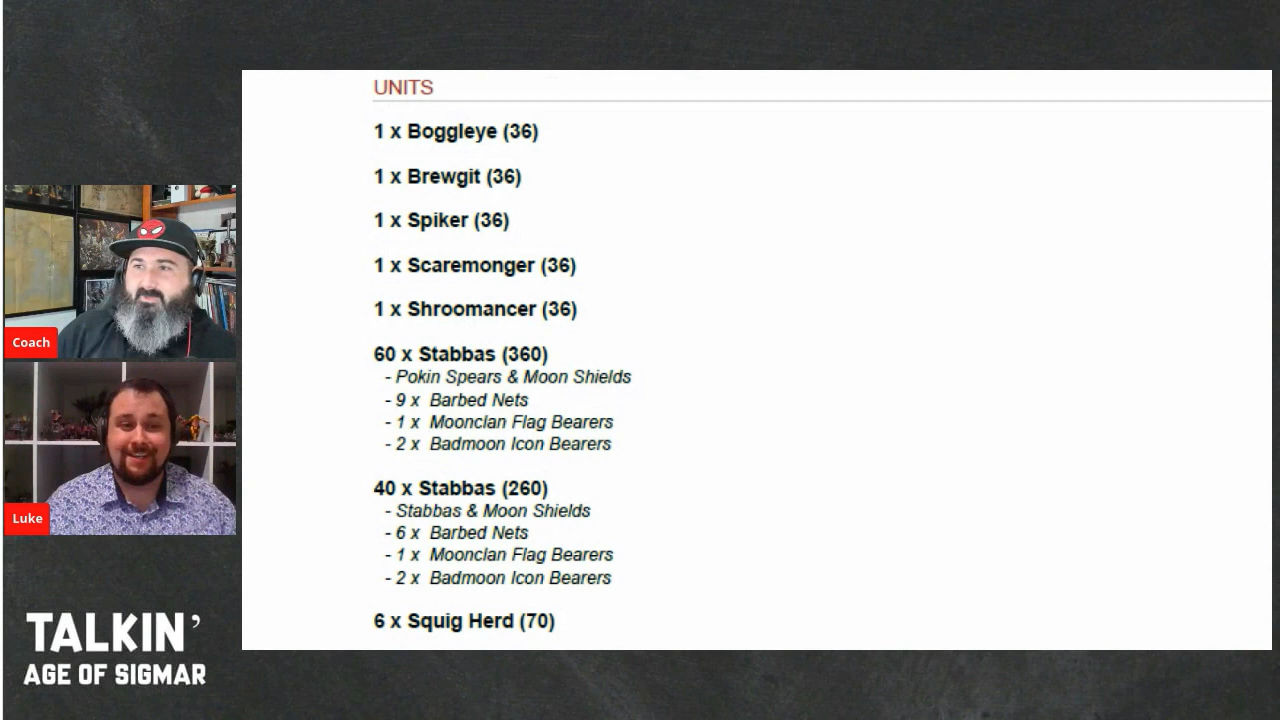 UNITS
1 x Boggleye (36)
1 x Brewgit (36)
1 x Spiker (36)
1 x Scaremonger (36)
1 x Shroomancer (36)
60 x Stabbas (360)
- Pokin Spears & Moon Shields
- 9 x Barbed Nets
- 1 x Moonclan Flag Bearers
- 2 x Badmoon Icon Bearers
40 x Stabbas (260)
- Stabbas & Moon Shields
- 6 x Barbed Nets
- 1 x Moonclan Flag Bearers
- 2 x Badmoon Icon Bearers
6 x Squig Herd (70)
Coach
Luke
TALKIN'
AGE OF SIGMAR